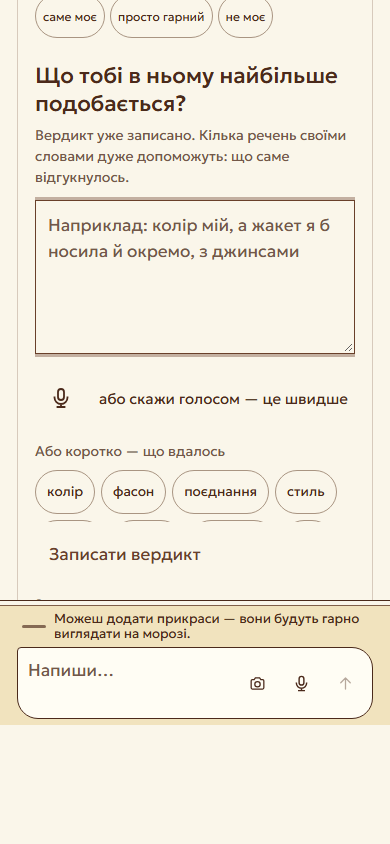 саме моє
просто гарний
не моє
Що тобі в ньому найбільше
подобається?
Вердикт уже записано. Кілька речень своїми
словами дуже допоможуть: що саме
відгукнулось.
Наприклад: колір мій, а жакет я б
носила й окремо, з джинсами
або скажи голосом — це швидше
Або коротко — що вдалось
колір
фасон
поєднання
стиль
Записати вердикт
Можеш додати прикраси — вони будуть гарно
виглядати на морозі.
Напиши...